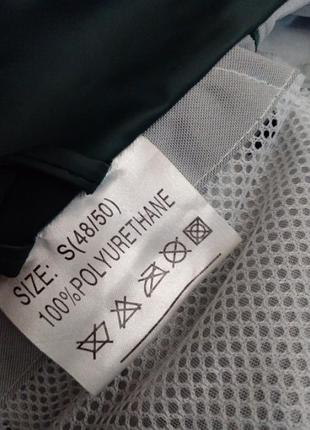 SIZE: S(48/50)
100%POLYURETHANE